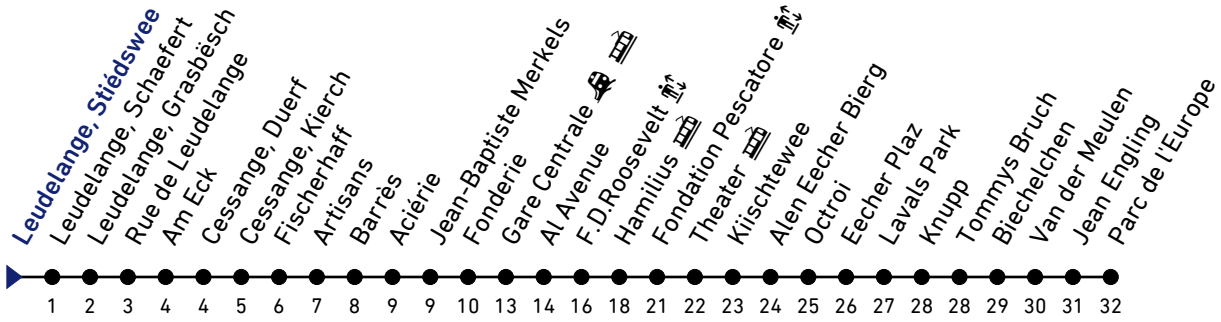 Leudelange, Stiédswee
Leudelange, Schaefert
Leudelange, Grasbësch
Rue de Leudelange
Am Eck
Cessange, Duerf
Cessange, Kierch
Fischerhaff
Artisans
Barrès
Aciérie
Jean-Baptiste Merkels
Fonderie
Gare Centrale
Al Avenue
F.D.Roosevelt
Hamilius
Fondation Pescatore
Theater
Kiischtewee
Alen Eecher Bierg
Octroi
Eecher Plaz
Lavals Park
Knupp
Tommys Bruch
Biechelchen
Van der Meulen
Jean Engling
Parc de l'Europe
1 2 3 4 4 5 6 7 8 9 9 10 13 14 16 18 21 22 23 24 25 26 27 28 28 29 30 31 32